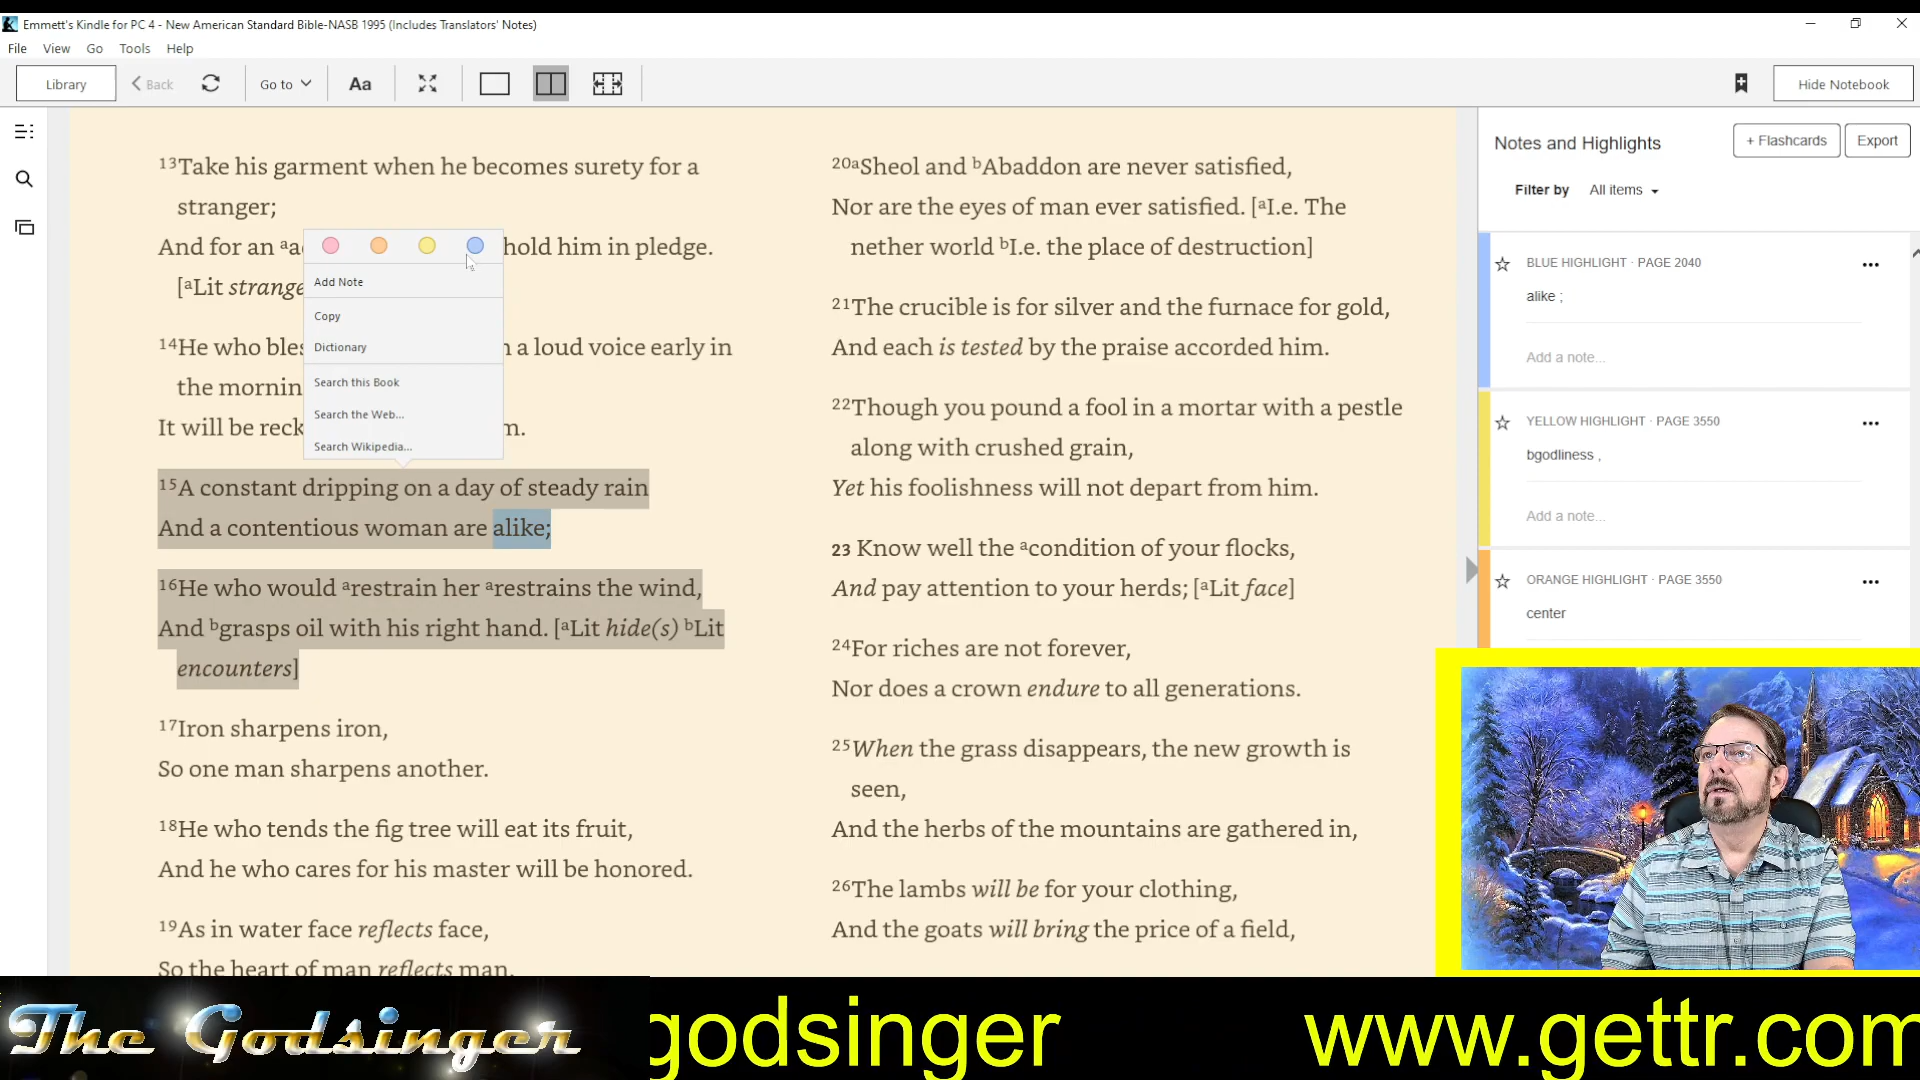 Emmett's Kindle for PC 4 - New American Standard Bible-NASB 1995 (Includes Translators' Notes)
File View Go Tools Help
Library Back Go to Aa Hide Notebook
13Take his garment when he becomes surety for a
stranger;
And for an hold him in pledge.
[aLit
14He who a loud voice early in
the
It will be
15A constant dripping on a day of steady rain
And a contentious woman are alike;
16He who would arestrain her arestrains the wind,
And bgrasps oil with his right hand. [aLit hide(s) bLit
encounters]
17Iron sharpens iron,
So one man sharpens another.
18He who tends the fig tree will eat its fruit,
And he who cares for his master will be honored.
19As in water face reflects face,
So the heart of man reflects man.
Add Note
Copy
Dictionary
Search this Book
Search the Web...
Search Wikipedia...
20aSheol and bAbaddon are never satisfied,
Nor are the eyes of man ever satisfied. [aI.e. The
nether world bI.e. the place of destruction]
21The crucible is for silver and the furnace for gold,
And each is tested by the praise accorded him.
22Though you pound a fool in a mortar with a pestle
along with crushed grain,
Yet his foolishness will not depart from him.
23 Know well the acondition of your flocks,
And pay attention to your herds; [aLit face]
24For riches are not forever,
Nor does a crown endure to all generations.
25When the grass disappears, the new growth is
seen,
And the herbs of the mountains are gathered in,
26The lambs will be for your clothing,
And the goats will bring the price of a field,
Notes and Highlights + Flashcards Export
Filter by All items
BLUE HIGHLIGHT · PAGE 2040
alike ;
Add a note...
YELLOW HIGHLIGHT · PAGE 3550
bgodliness ,
Add a note...
ORANGE HIGHLIGHT · PAGE 3550
center
The Godsinger godsinger www.gettr.com